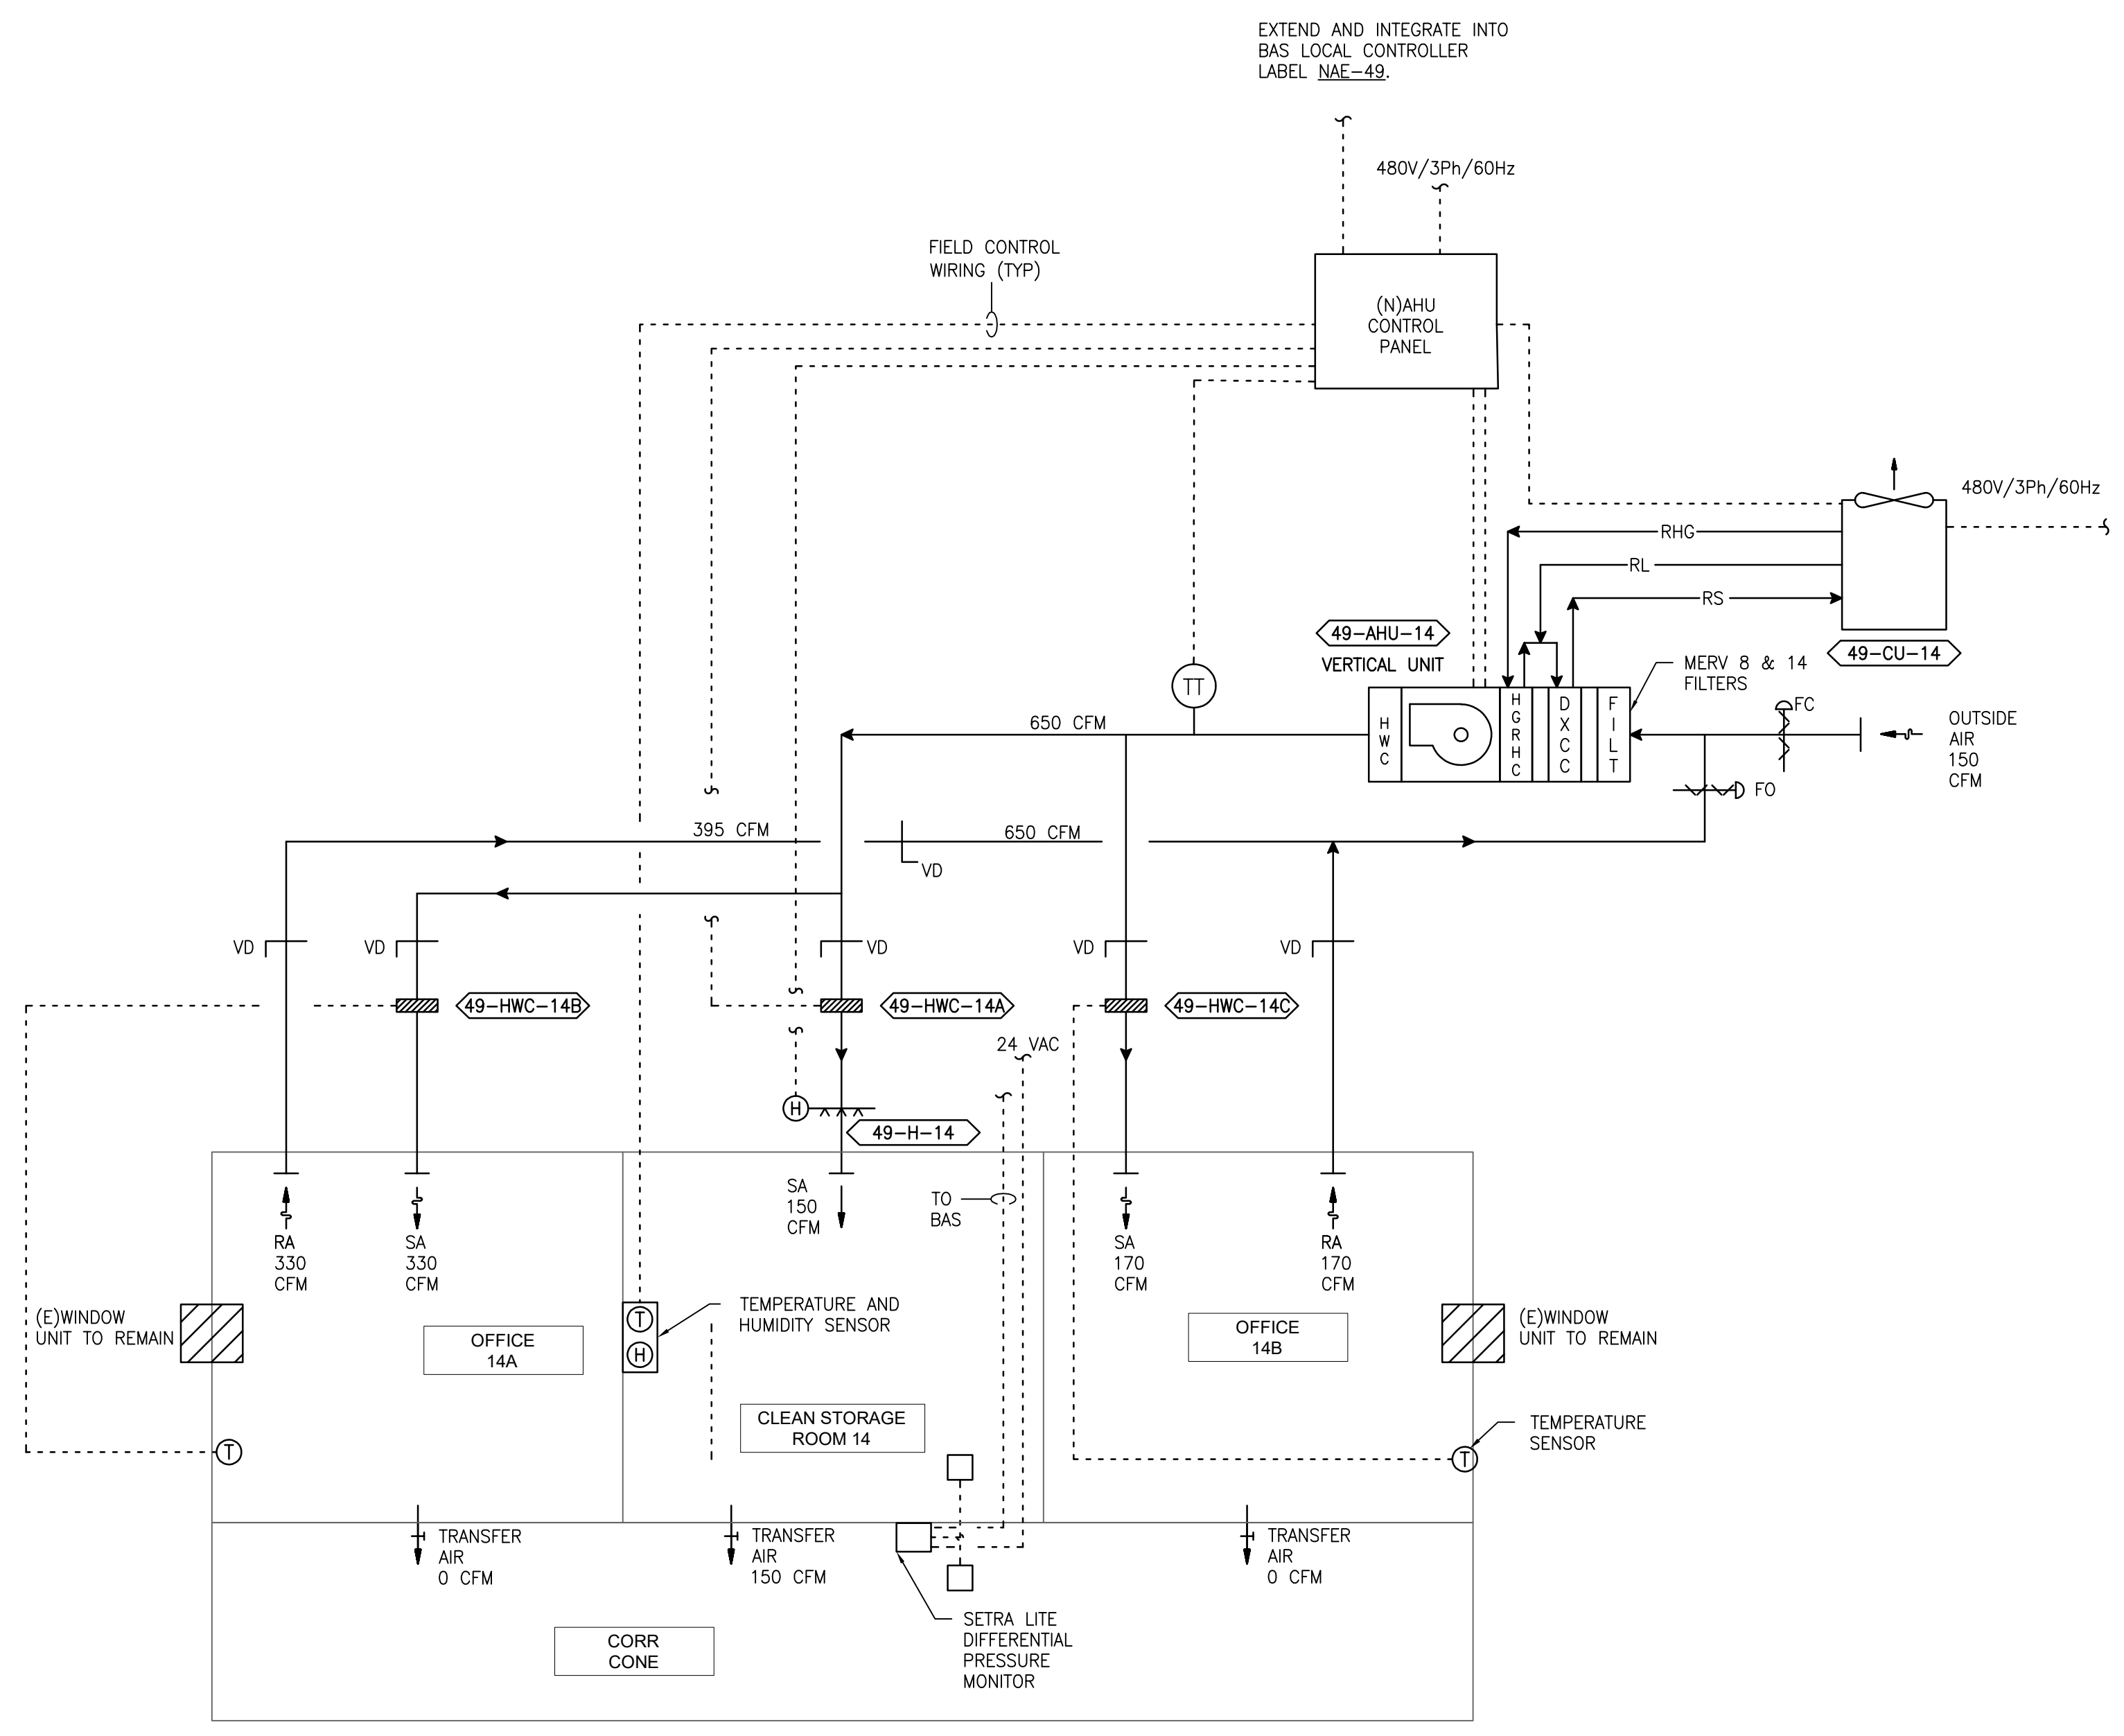 EXTEND AND INTEGRATE INTO
BAS LOCAL CONTROLLER
LABEL NAE-49.
480V/3Ph/60Hz
FIELD CONTROL
WIRING (TYP)
(N)AHU
CONTROL
PANEL
480V/3Ph/60Hz
RHG
RL
RS
49-AHU-14
VERTICAL UNIT
49-CU-14
MERV 8 & 14
FILTERS
TT
650 CFM
HWC
HGRHC
DXCC
FILT
FC
OUTSIDE
AIR
150
CFM
FO
395 CFM
650 CFM
VD
VD
VD
VD
VD
VD
49-HWC-14B
49-HWC-14A
49-HWC-14C
24 VAC
H
49-H-14
RA
330
CFM
SA
330
CFM
SA
150
CFM
TO
BAS
SA
170
CFM
RA
170
CFM
(E)WINDOW
UNIT TO REMAIN
OFFICE
14A
T
H
TEMPERATURE AND
HUMIDITY SENSOR
OFFICE
14B
(E)WINDOW
UNIT TO REMAIN
CLEAN STORAGE
ROOM 14
T
T
TEMPERATURE
SENSOR
TRANSFER
AIR
0 CFM
TRANSFER
AIR
150 CFM
TRANSFER
AIR
0 CFM
SETRA LITE
DIFFERENTIAL
PRESSURE
MONITOR
CORR
CONE